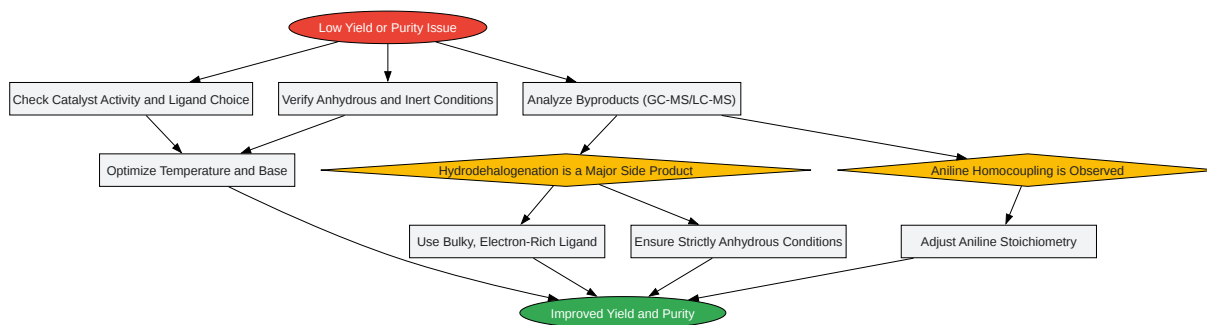 Low Yield or Purity Issue
Check Catalyst Activity and Ligand Choice
Verify Anhydrous and Inert Conditions
Analyze Byproducts (GC-MS/LC-MS)
Optimize Temperature and Base
Hydrodehalogenation is a Major Side Product
Aniline Homocoupling is Observed
Use Bulky, Electron-Rich Ligand
Ensure Strictly Anhydrous Conditions
Adjust Aniline Stoichiometry
Improved Yield and Purity